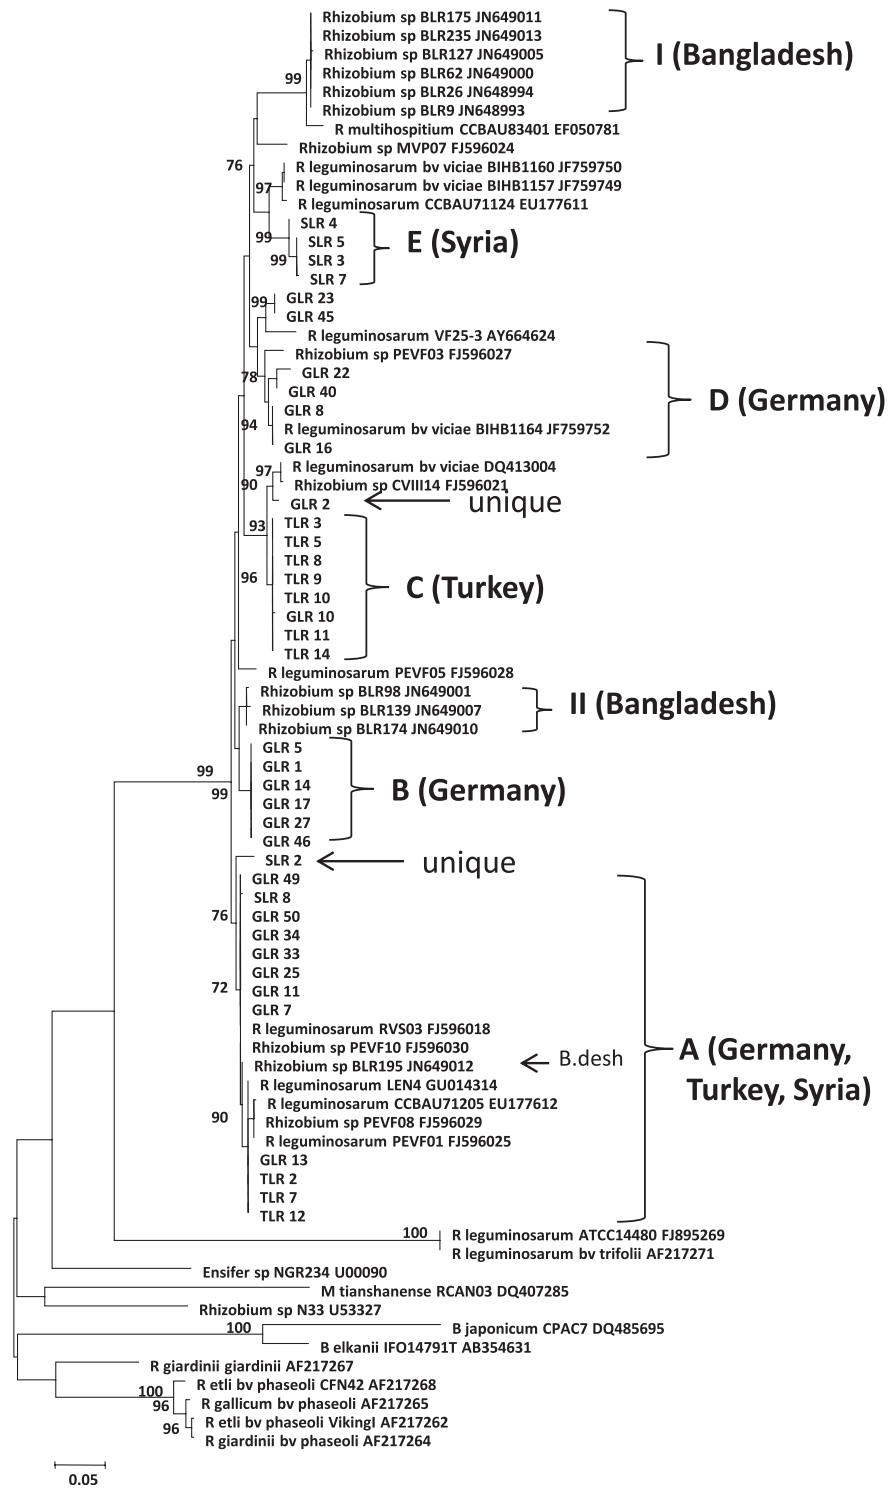 Rhizobium sp BLR175 JN649011
Rhizobium sp BLR235 JN649013
Rhizobium sp BLR127 JN649005
I (Bangladesh)
Rhizobium sp BLR62 JN649000
99
Rhizobium sp BLR26 JN648994
Rhizobium sp BLR9 JN648993
R multihospitium CCBAU83401 EF050781
Rhizobium sp MVP07 FJ596024
76
R leguminosarum bv viciae BIHB1160 JF759750
97
R leguminosarum bv viciae BIHB1157 JF759749
R leguminosarum CCBAU71124 EU177611
SLR 4
99
SLR 5
E (Syria)
99
SLR 3
SLR 7
99
GLR 23
GLR 45
R leguminosarum VF25-3 AY664624
Rhizobium sp PEVF03 FJ596027
78
GLR 22
GLR 40
D (Germany)
GLR 8
94
R leguminosarum bv viciae BIHB1164 JF759752
GLR 16
97
R leguminosarum bv viciae DQ413004
90
Rhizobium sp CVIII14 FJ596021
GLR 2
unique
93
TLR 3
TLR 5
TLR 8
96
TLR 9
C (Turkey)
TLR 10
GLR 10
TLR 11
TLR 14
R leguminosarum PEVF05 FJ596028
Rhizobium sp BLR98 JN649001
Rhizobium sp BLR139 JN649007
II (Bangladesh)
Rhizobium sp BLR174 JN649010
GLR 5
99
GLR 1
GLR 14
99
GLR 17
B (Germany)
GLR 27
GLR 46
SLR 2
unique
GLR 49
SLR 8
76
GLR 50
GLR 34
GLR 33
GLR 25
72
GLR 11
GLR 7
R leguminosarum RVS03 FJ596018
Rhizobium sp PEVF10 FJ596030
A (Germany,
Rhizobium sp BLR195 JN649012
B.desh
Turkey, Syria)
R leguminosarum LEN4 GU014314
R leguminosarum CCBAU71205 EU177612
90
Rhizobium sp PEVF08 FJ596029
R leguminosarum PEVF01 FJ596025
GLR 13
TLR 2
TLR 7
TLR 12
100
R leguminosarum ATCC14480 FJ895269
R leguminosarum bv trifolii AF217271
Ensifer sp NGR234 U00090
M tianshanense RCAN03 DQ407285
Rhizobium sp N33 U53327
100
B japonicum CPAC7 DQ485695
B elkanii IFO14791T AB354631
R giardinii giardinii AF217267
100
R etli bv phaseoli CFN42 AF217268
96
R gallicum bv phaseoli AF217265
96
R etli bv phaseoli VikingI AF217262
R giardinii bv phaseoli AF217264
0.05